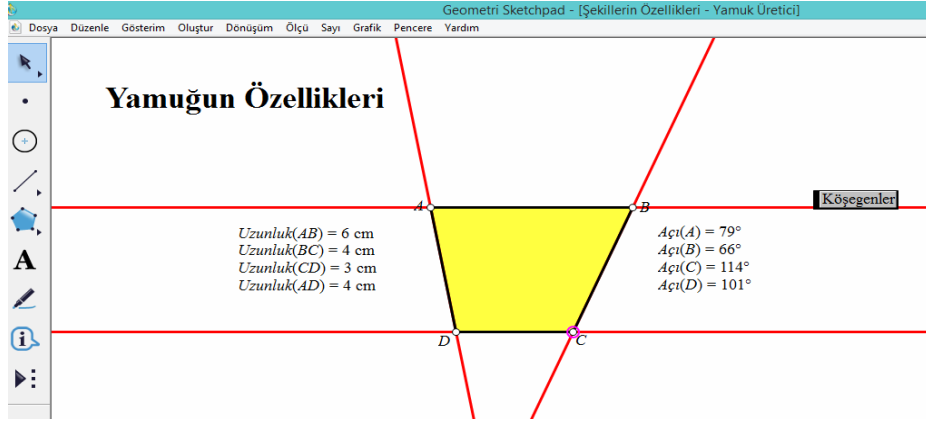 Geometri Sketchpad - [Şekillerin Özellikleri - Yamuk Üretici]
Dosya Düzenle Gösterim Oluştur Dönüşüm Ölçü Sayı Grafik Pencere Yardım
Yamuğun Özellikleri
Köşegenler
A
B
Uzunluk(AB) = 6 cm
Uzunluk(BC) = 4 cm
Uzunluk(CD) = 3 cm
Uzunluk(AD) = 4 cm
Açı(A) = 79°
Açı(B) = 66°
Açı(C) = 114°
Açı(D) = 101°
A
D
C